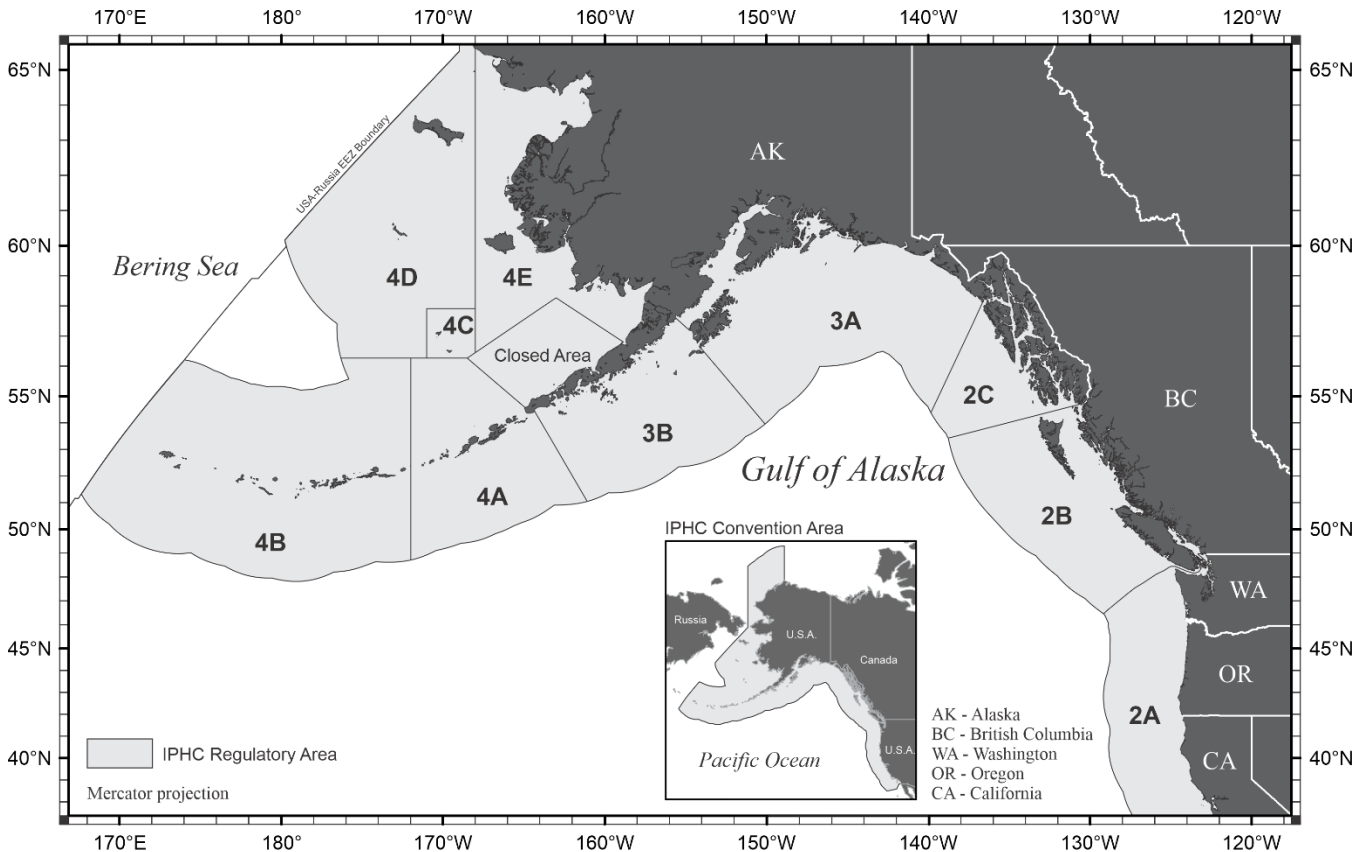 170°E 180° 170°W 160°W 150°W 140°W 130°W 120°W
65°N 65°N
USA-Russia EEZ Boundary
AK
60°N 60°N
Bering Sea
4D
4E
4C
3A
Closed Area
55°N 55°N
2C
BC
3B
Gulf of Alaska
4A
50°N 50°N
4B
2B
IPHC Convention Area
WA
Russia
U.S.A.
Canada
45°N 45°N
OR
2A
AK - Alaska
BC - British Columbia
U.S.A.
IPHC Regulatory Area
Pacific Ocean
WA - Washington
40°N 40°N
CA
OR - Oregon
Mercator projection
CA - California
170°E 180° 170°W 160°W 150°W 140°W 130°W 120°W